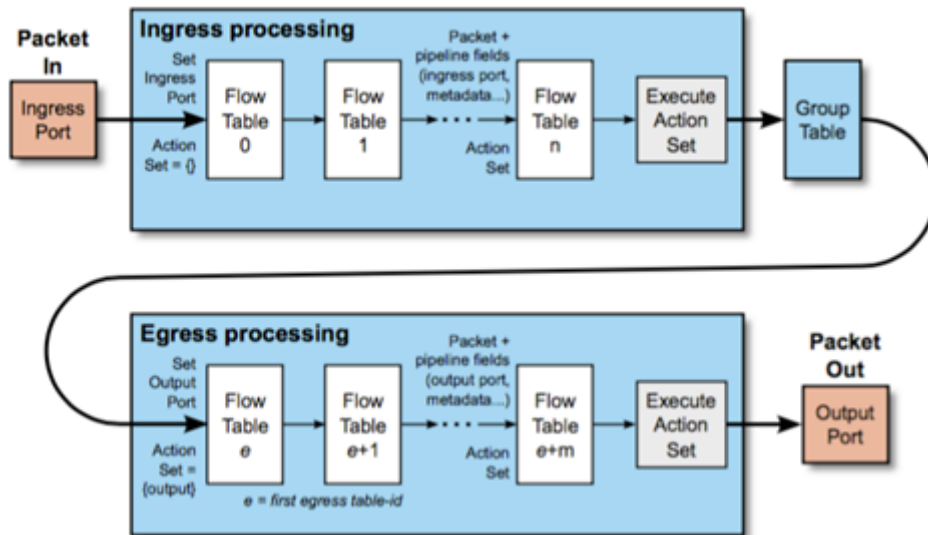 Packet
In
Ingress
Port
Ingress processing
Set
Ingress
Port
Action
Set = {}
Flow
Table
0
Flow
Table
1
Packet +
pipeline fields
(ingress port,
metadata...)
Action
Set
Flow
Table
n
Execute
Action
Set
Group
Table
Egress processing
Set
Output
Port
Action
Set =
{output}
Flow
Table
e
Flow
Table
e+1
e = first egress table-id
Packet +
pipeline fields
(output port,
metadata...)
Action
Set
Flow
Table
e+m
Execute
Action
Set
Packet
Out
Output
Port